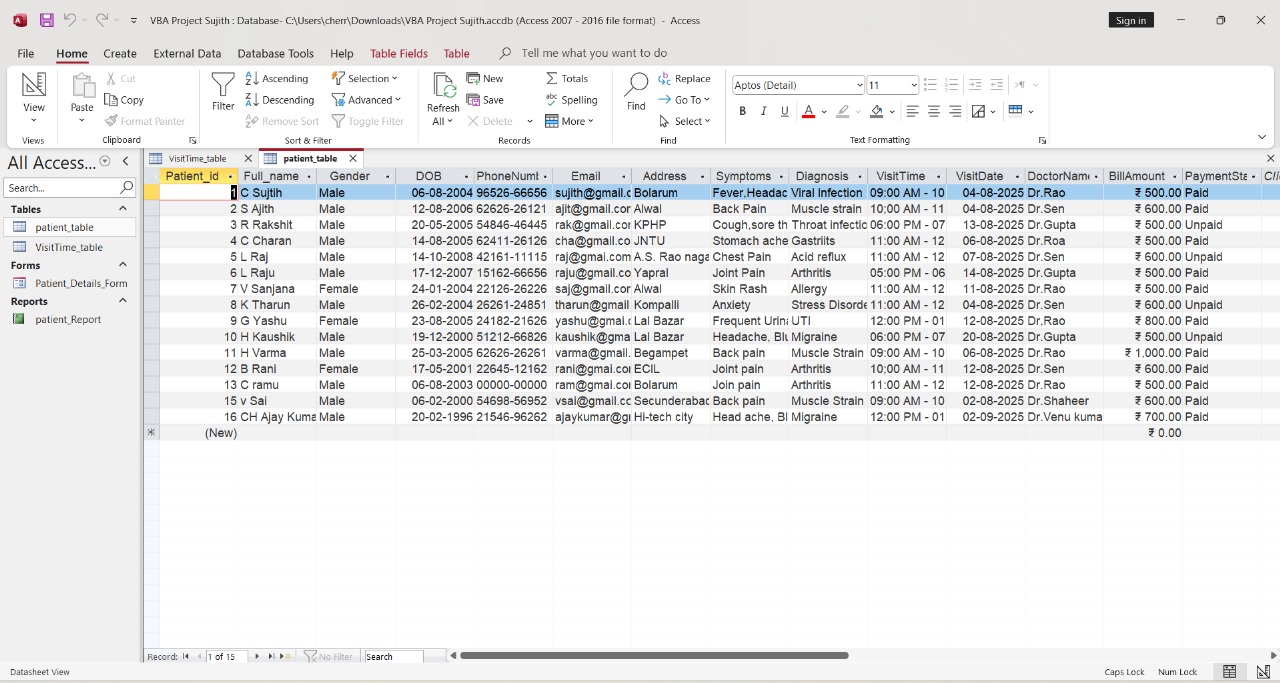 VBA Project Sujith : Database- C:\Users\cherr\Downloads\VBA Project Sujith.accdb (Access 2007 - 2016 file format) - Access Sign in
File Home Create External Data Database Tools Help Table Fields Table Tell me what you want to do
View Paste Cut Copy Format Painter Filter Ascending Descending Remove Sort Selection Advanced Toggle Filter Refresh All New Save Delete Totals Spelling More Find Replace Go To Select Aptos (Detail) 11 B I U A
Views Clipboard Sort & Filter Records Find Text Formatting
All Access...
Search...
Tables
patient_table
VisitTime_table
Forms
Patient_Details_Form
Reports
patient_Report
VisitTime_table patient_table
Patient_id Full_name Gender DOB PhoneNuml Email Address Symptoms Diagnosis VisitTime VisitDate DoctorName BillAmount PaymentSta
1 C Sujtih Male 06-08-2004 96526-66656 sujith@gmail.c Bolarum Fever,Headac Viral Infection 09:00 AM - 10 04-08-2025 Dr.Rao ₹ 500.00 Paid
2 S Ajith Male 12-08-2006 62626-26121 ajit@gmail.cor Alwal Back Pain Muscle strain 10;00 AM - 11 04-08-2025 Dr.Sen ₹ 600.00 Paid
3 R Rakshit Male 20-05-2005 54846-46445 rak@gmail.cor KPHP Cough,sore th Throat infectic 06:00 PM - 07 13-08-2025 Dr.Gupta ₹ 600.00 Unpaid
4 C Charan Male 14-08-2005 62411-26126 cha@gmail.co JNTU Stomach ache Gastrlits 11:00 AM - 12 06-08-2025 Dr.Roa ₹ 500.00 Paid
5 L Raj Male 14-10-2008 42161-11115 raj@gmai.com A.S. Rao naga Chest Pain Acid reflux 11:00 AM - 12 07-08-2025 Dr.Sen ₹ 600.00 Unpaid
6 L Raju Male 17-12-2007 15162-66656 raju@gmail.co Yapral Joint Pain Arthritis 05:30 PM - 06 14-08-2025 Dr.Gupta ₹ 500.00 Paid
7 V Sanjana Female 24-01-2004 22126-26226 saj@gmail.cor Alwal Skin Rash Allergy 11:00 AM - 12 11-08-2025 Dr.Rao ₹ 500.00 Paid
8 K Tharun Male 26-02-2004 26261-24851 tharun@gmail Kompalli Anxiety Stress Disorde 11:00 AM - 12 04-08-2025 Dr.Sen ₹ 600.00 Unpaid
9 G Yashu Female 23-08-2005 24182-21626 yashu@gmai.c Lal Bazar Frequent Urina UTI 12:00 PM - 01 12-08-2025 Dr,Rao ₹ 800.00 Paid
10 H Kaushik Male 19-12-2000 51212-66826 kaushik@gma Lal Bazar Headache, Blu Migraine 06:00 PM - 07 20-08-2025 Dr.Gupta ₹ 500.00 Unpaid
11 H Varma Male 25-03-2005 62626-26261 varma@gmail. Begampet Back pain Muscle Strain 09:00 AM - 10 06-08-2025 Dr.Rao ₹ 1,000.00 Paid
12 B Rani Female 17-05-2001 22645-12162 rani@gmai.con ECIL Joint pain Arthritis 10:00 AM - 11 12-08-2025 Dr.Sen ₹ 600.00 Paid
13 C ramu Male 06-08-2003 00000-00000 ram@gmai.cor Bolarum Join pain Arthritis 11:00 AM - 12 12-08-2025 Dr.Rao ₹ 500.00 Paid
15 v Sai Male 06-02-2000 54698-56952 vsai@gmail.co Secunderabac Back pain Muscle Strain 09:00 AM - 10 02-08-2025 Dr.Shaheer ₹ 600.00 Paid
16 CH Ajay Kuma Male 20-02-1996 21546-96262 ajaykumar@gr Hi-tech city Head ache, Bl Migraine 12:00 PM - 01 02-09-2025 Dr.Venu kuma ₹ 700.00 Paid
(New) ₹ 0.00
Record: 1 of 15 No Filter Search
Datasheet View Caps Lock Num Lock